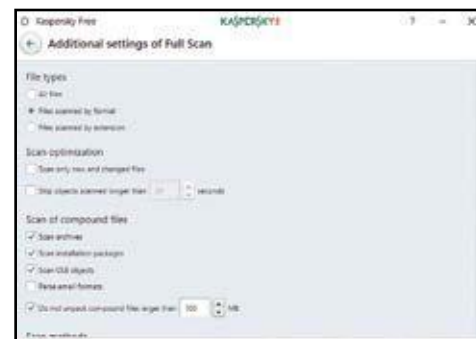 Kaspersky Free
KASPERSKY
Additional settings of Full Scan
File types
All files
Files scanned by format
Files scanned by extension
Scan optimization
Scan only new and changed files
Skip objects scanned longer than seconds
Scan of compound files
Scan archives
Scan installation packages
Scan OLE objects
Parse email formats
Do not unpack compound files larger than MB
Scan methods